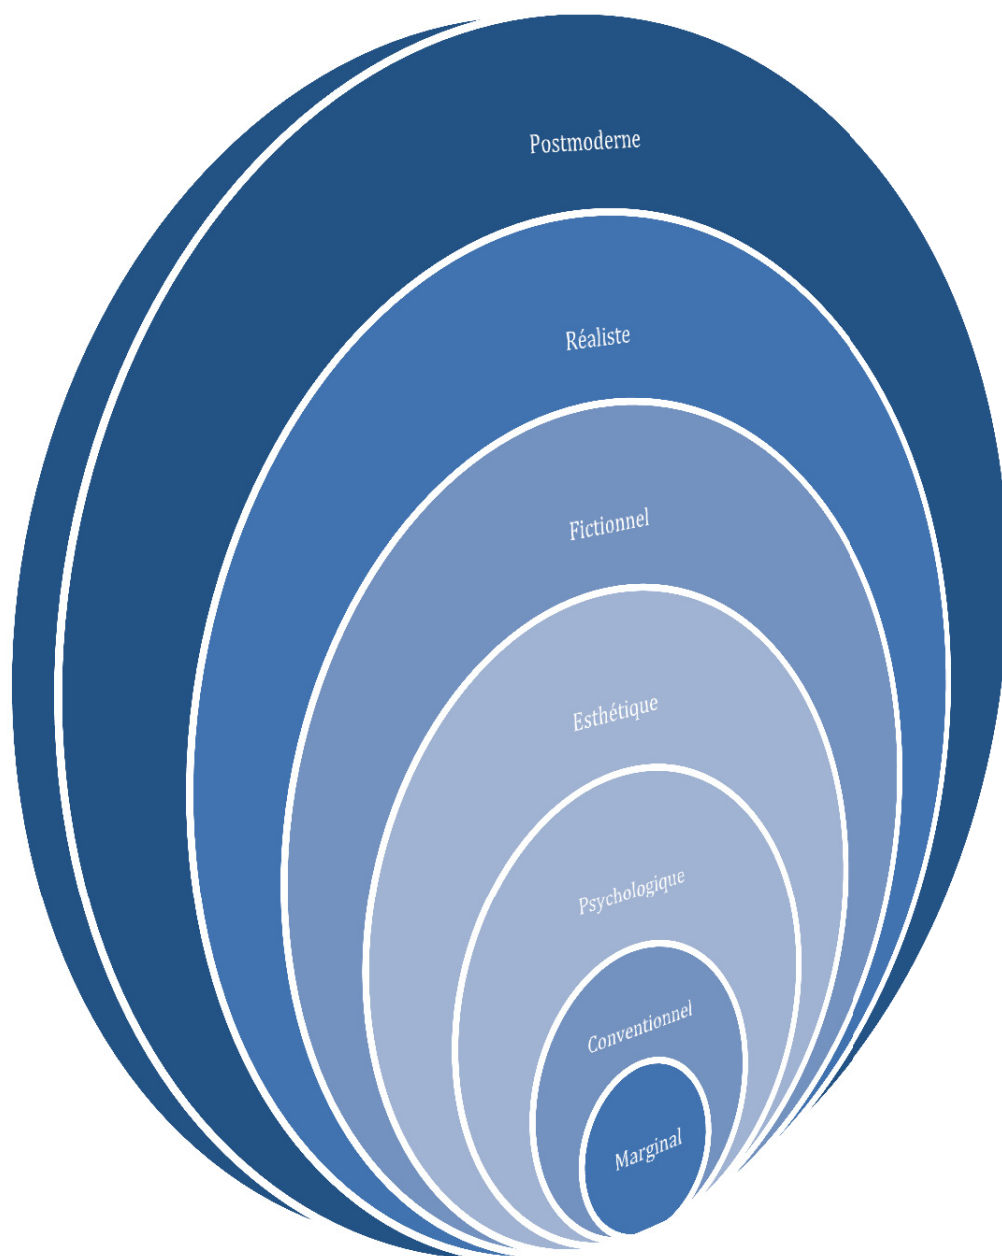 Postmoderne
Réaliste
Fictionnel
Esthétique
Psychologique
Conventionnel
Marginal